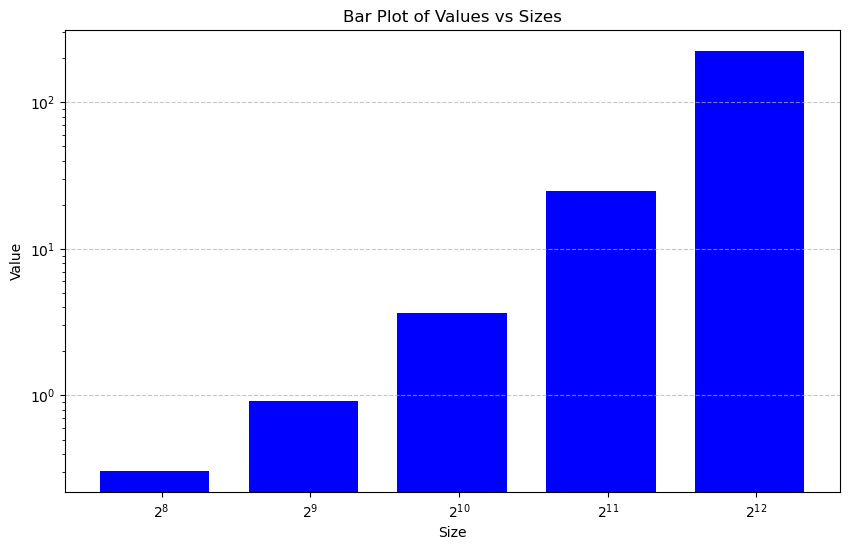 Bar Plot of Values vs Sizes
Value
10²
10¹
10⁰
2⁸
2⁹
2¹⁰
2¹¹
2¹²
Size